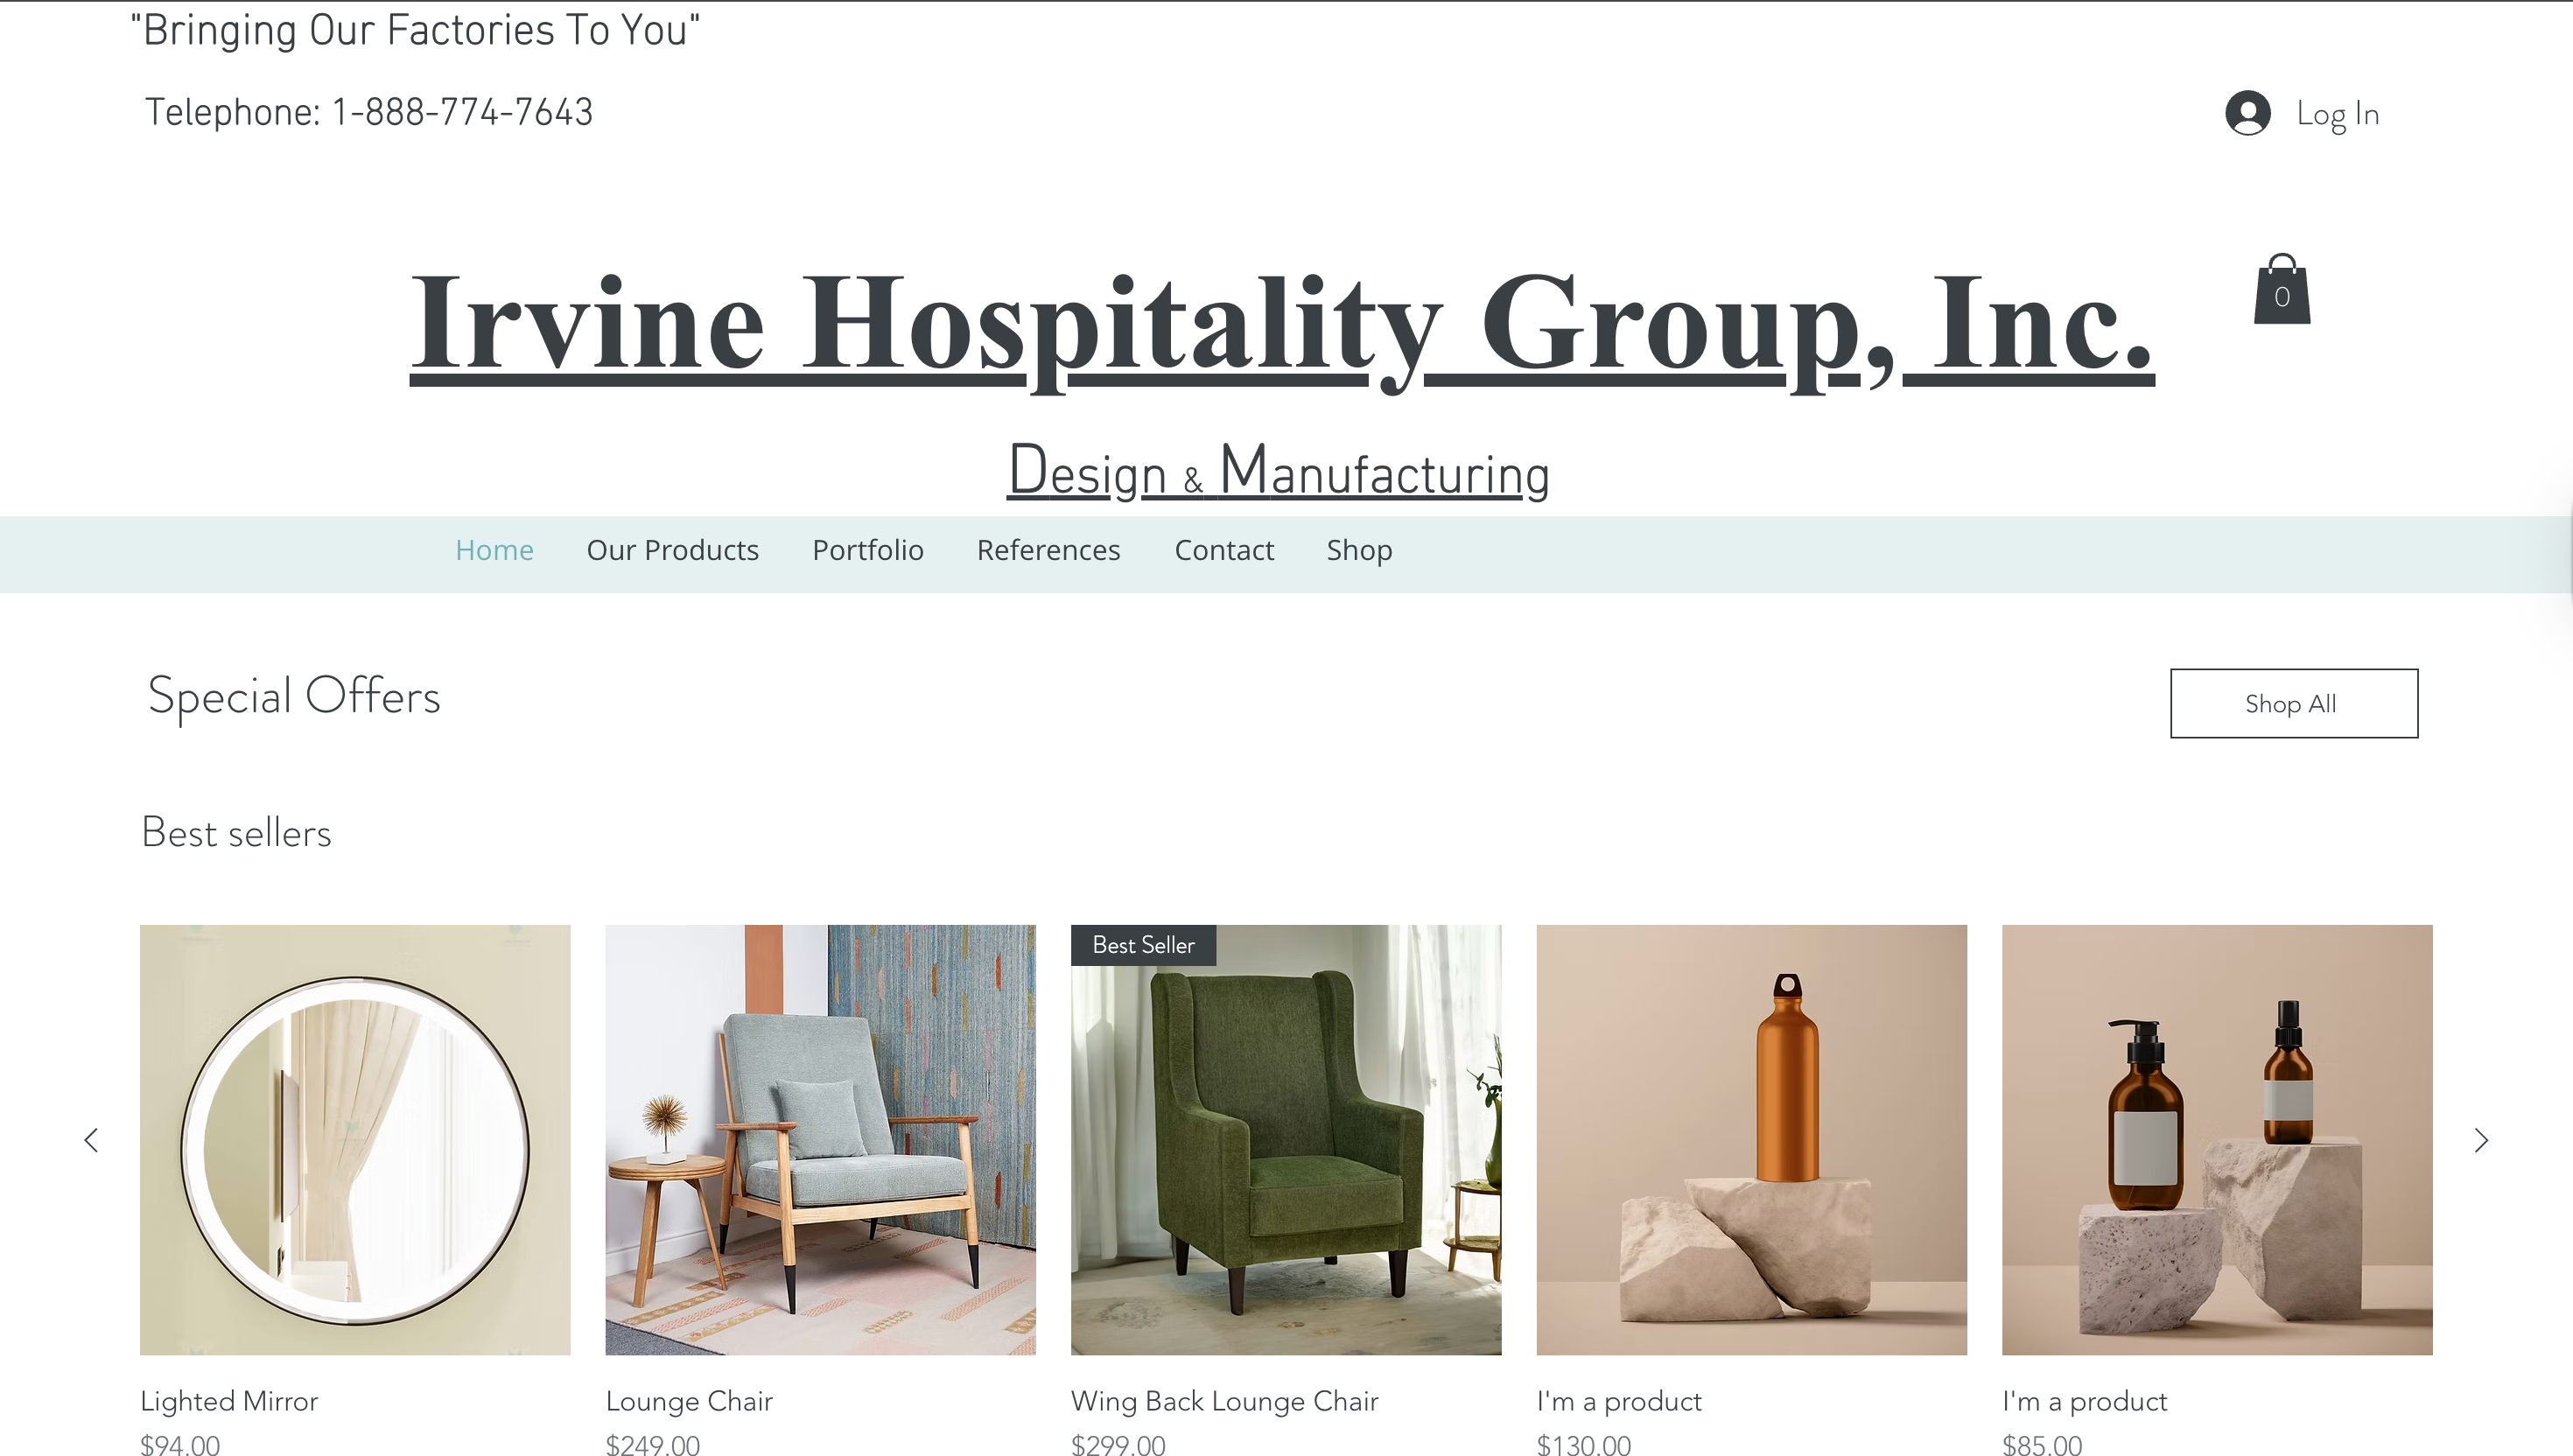 "Bringing Our Factories To You"
Telephone: 1-888-774-7643
Log In
Irvine Hospitality Group, Inc.
0
Design & Manufacturing
Home Our Products Portfolio References Contact Shop
Special Offers
Shop All
Best sellers
Best Seller
Lighted Mirror Lounge Chair Wing Back Lounge Chair I'm a product I'm a product
$94.00 $249.00 $299.00 $130.00 $85.00